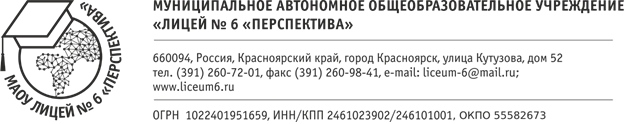 МУНИЦИПАЛЬНОЕ АВТОНОМНОЕ ОБЩЕОБРАЗОВАТЕЛЬНОЕ УЧРЕЖДЕНИЕ
«ЛИЦЕЙ № 6 «ПЕРСПЕКТИВА»
660094, Россия, Красноярский край, город Красноярск, улица Кутузова, дом 52
тел. (391) 260-72-01, факс (391) 260-98-41, e-mail: liceum-6@mail.ru;
www.liceum6.ru
ОГРН 1022401951659, ИНН/КПП 2461023902/246101001, ОКПО 55582673
МАОУ ЛИЦЕЙ № 6 «ПЕРСПЕКТИВА»